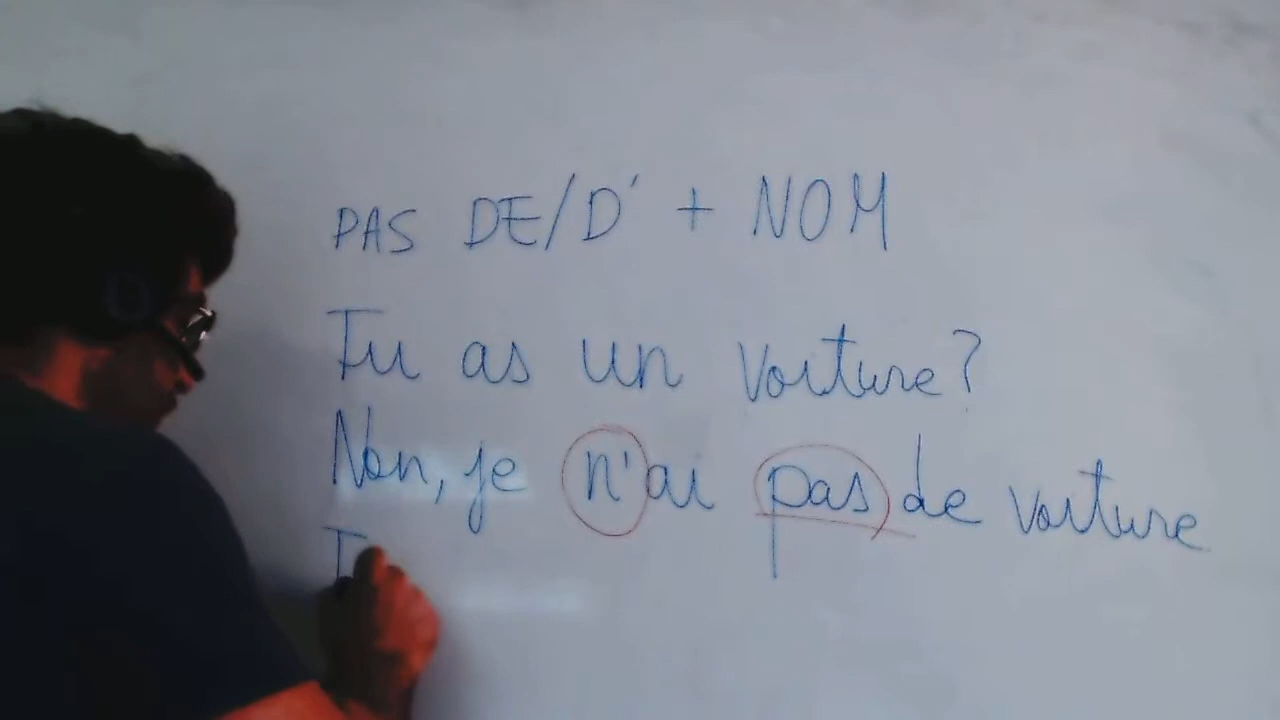 PAS DE/D' + NOM
Tu as un voiture?
Non, je n'ai pas de voiture
T